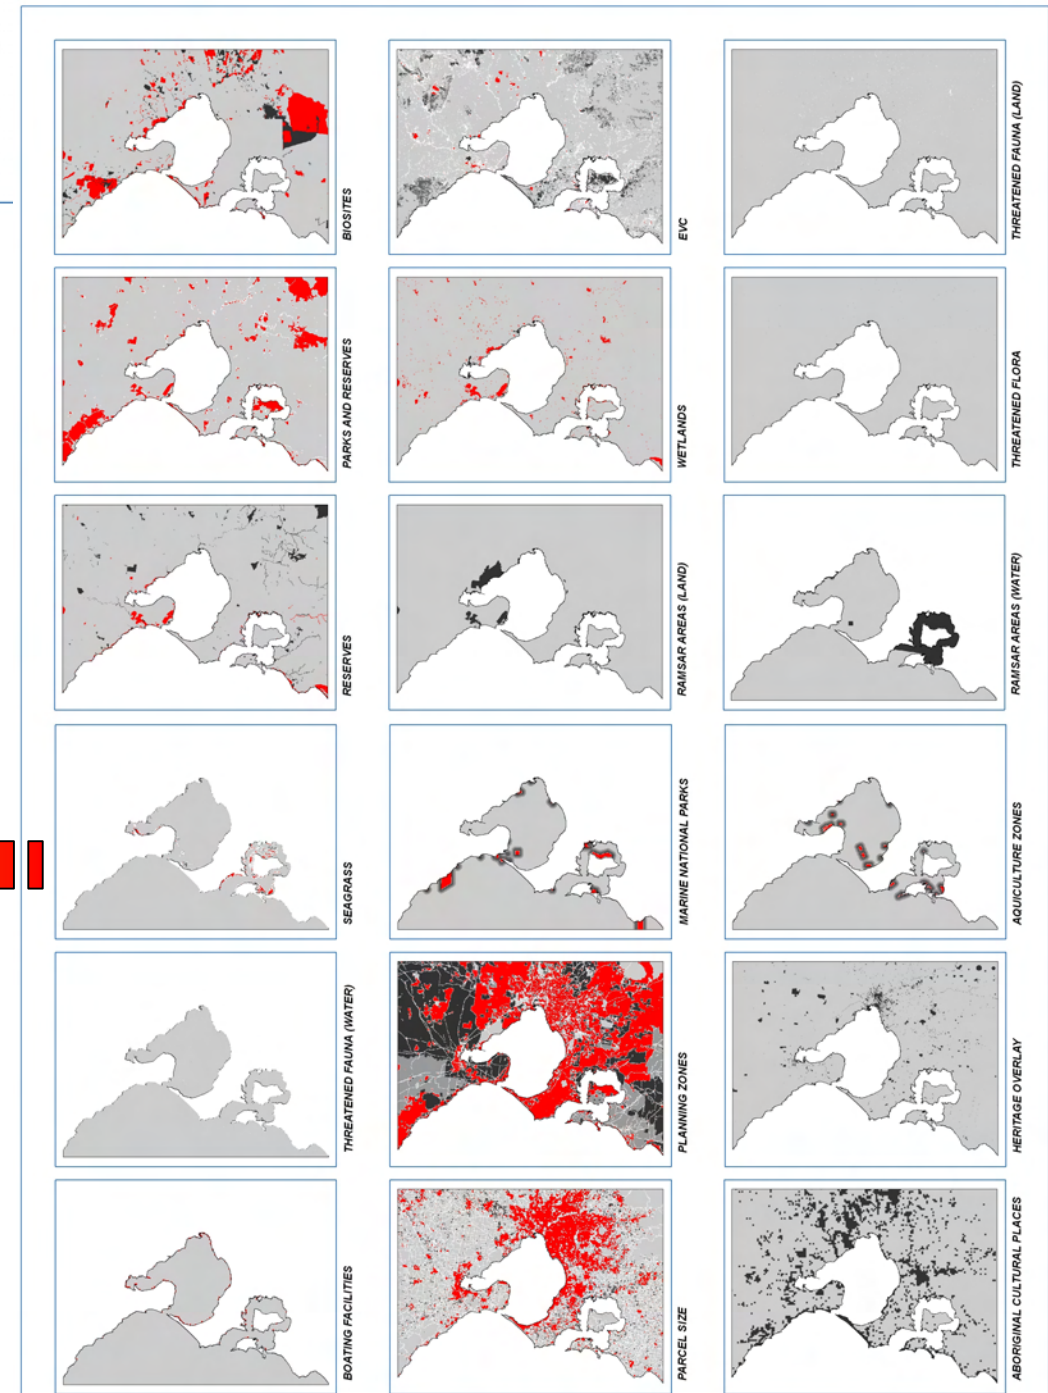 BIOSITES
EVC
THREATENED FAUNA (LAND)
PARKS AND RESERVES
WETLANDS
THREATENED FLORA
RESERVES
RAMSAR AREAS (LAND)
RAMSAR AREAS (WATER)
SEAGRASS
MARINE NATIONAL PARKS
AQUICULTURE ZONES
THREATENED FAUNA (WATER)
PLANNING ZONES
HERITAGE OVERLAY
BOATING FACILITIES
PARCEL SIZE
ABORIGINAL CULTURAL PLACES